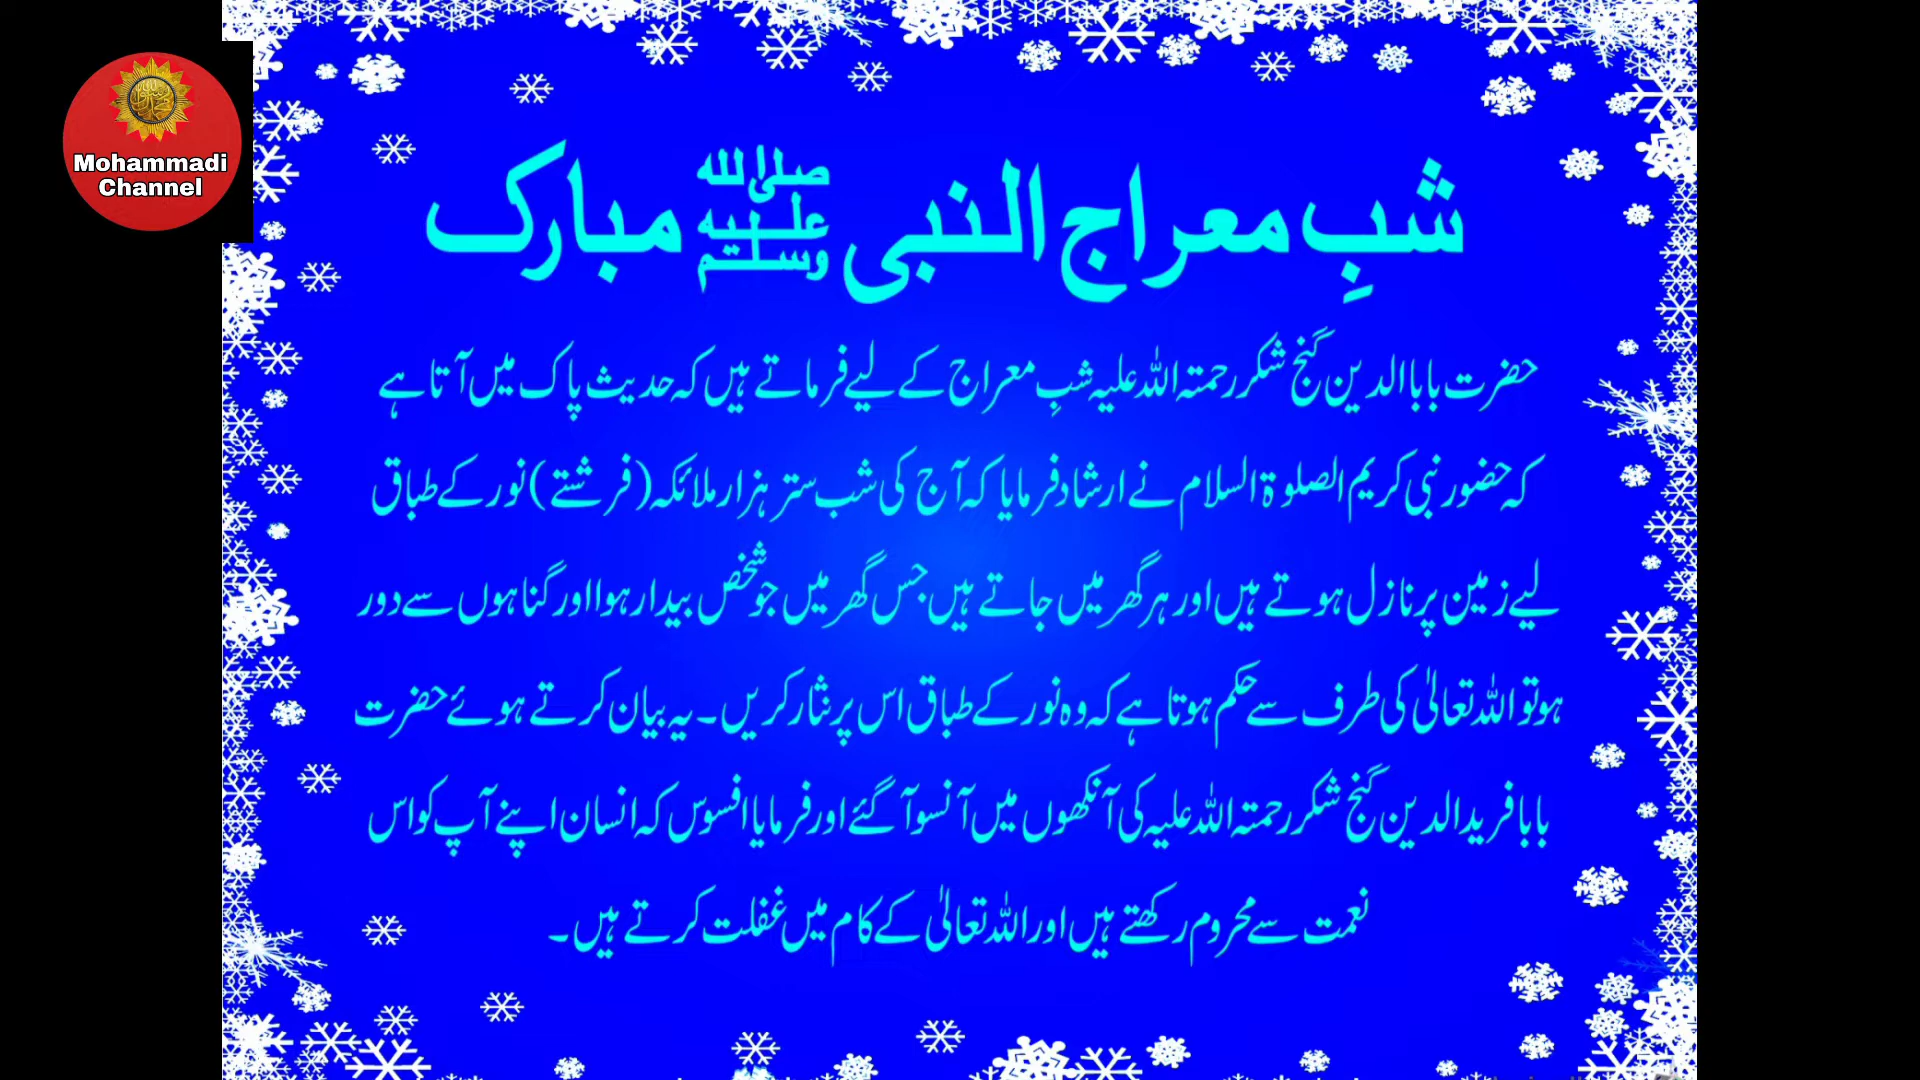 Mohammadi
Channel
شبِ معراج النبی ﷺ مبارک
حضرت بابا الدین گنج شکر رحمتہ اللہ علیہ شبِ معراج کے لیے فرماتے ہیں کہ حدیث پاک میں آتا ہے
کہ حضور نبی کریم الصلوۃ السلام نے ارشاد فرمایا کہ آج کی شب ستر ہزار ملائکہ (فرشتے) نور کے طباق
لیے زمین پر نازل ہوتے ہیں اور ہر گھر میں جاتے ہیں جس گھر میں جو شخص بیدار ہوا اور گناہوں سے دور
ہو تو اللہ تعالیٰ کی طرف سے حکم ہوتا ہے کہ وہ نور کے طباق اس پر نثار کریں۔ یہ بیان کرتے ہوئے حضرت
بابا فرید الدین گنج شکر رحمتہ اللہ علیہ کی آنکھوں میں آنسو آ گئے اور فرمایا افسوس کہ انسان اپنے آپ کو اس
نعمت سے محروم رکھتے ہیں اور اللہ تعالیٰ کے کام میں غفلت کرتے ہیں۔